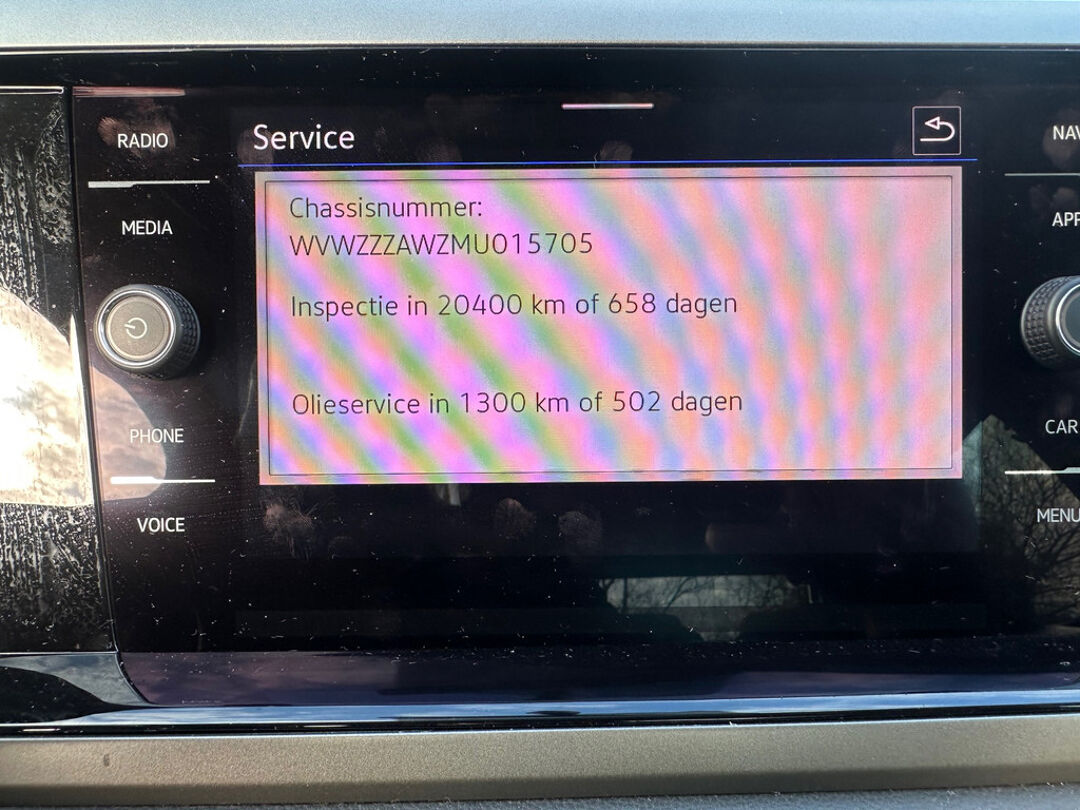 Service
RADIO
MEDIA
PHONE
VOICE
Chassisnummer:
WVWZZZAWZMU015705
Inspectie in 20400 km of 658 dagen
Olieservice in 1300 km of 502 dagen
NAV
APP
CAR
MENU